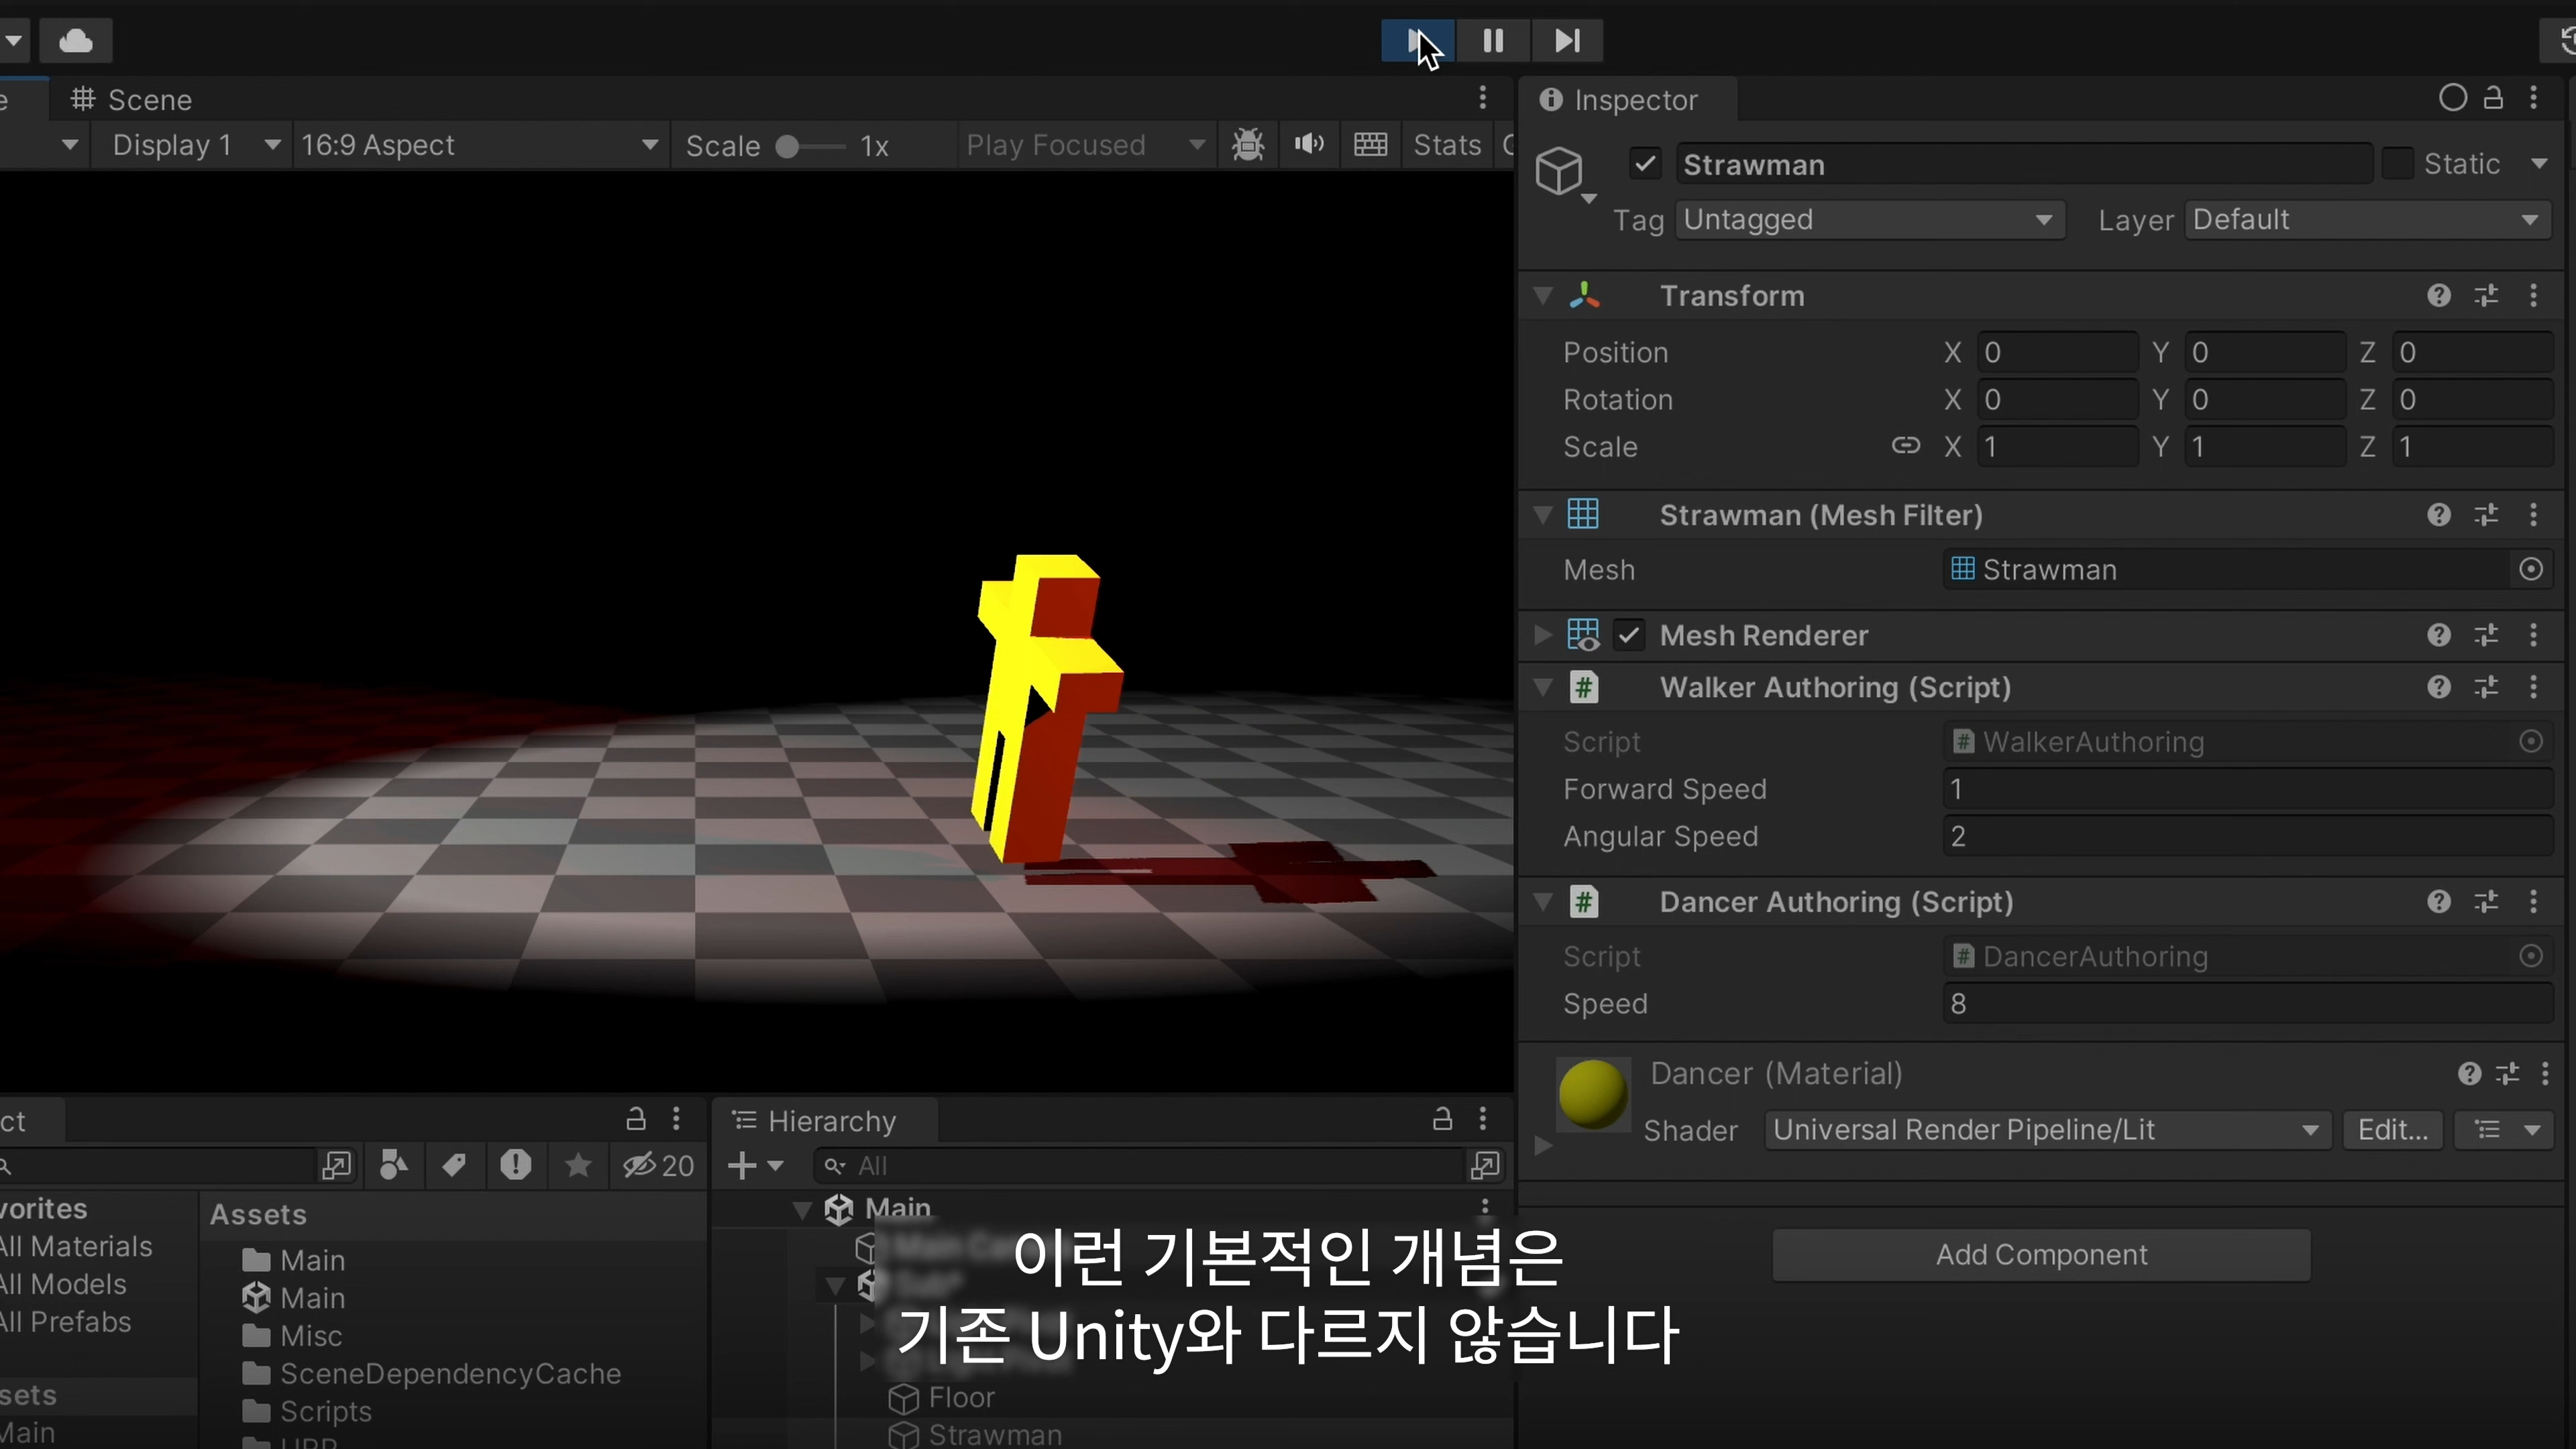 Scene
Display 1
16:9 Aspect
Scale
1x
Play Focused
Stats
Inspector
Strawman
Static
Tag
Untagged
Layer
Default
Transform
Position
X 0 Y 0 Z 0
Rotation
X 0 Y 0 Z 0
Scale
X 1 Y 1 Z 1
Strawman (Mesh Filter)
Mesh
Strawman
Mesh Renderer
Walker Authoring (Script)
Script
WalkerAuthoring
Forward Speed
1
Angular Speed
2
Dancer Authoring (Script)
Script
DancerAuthoring
Speed
8
Dancer (Material)
Shader
Universal Render Pipeline/Lit
Edit...
Add Component
ct
20
vorites
All Materials
All Models
All Prefabs
sets
Main
Assets
Main
Main
Misc
SceneDependencyCache
Scripts
URP
Hierarchy
All
Main
Floor
Strawman
이런 기본적인 개념은
기존 Unity와 다르지 않습니다